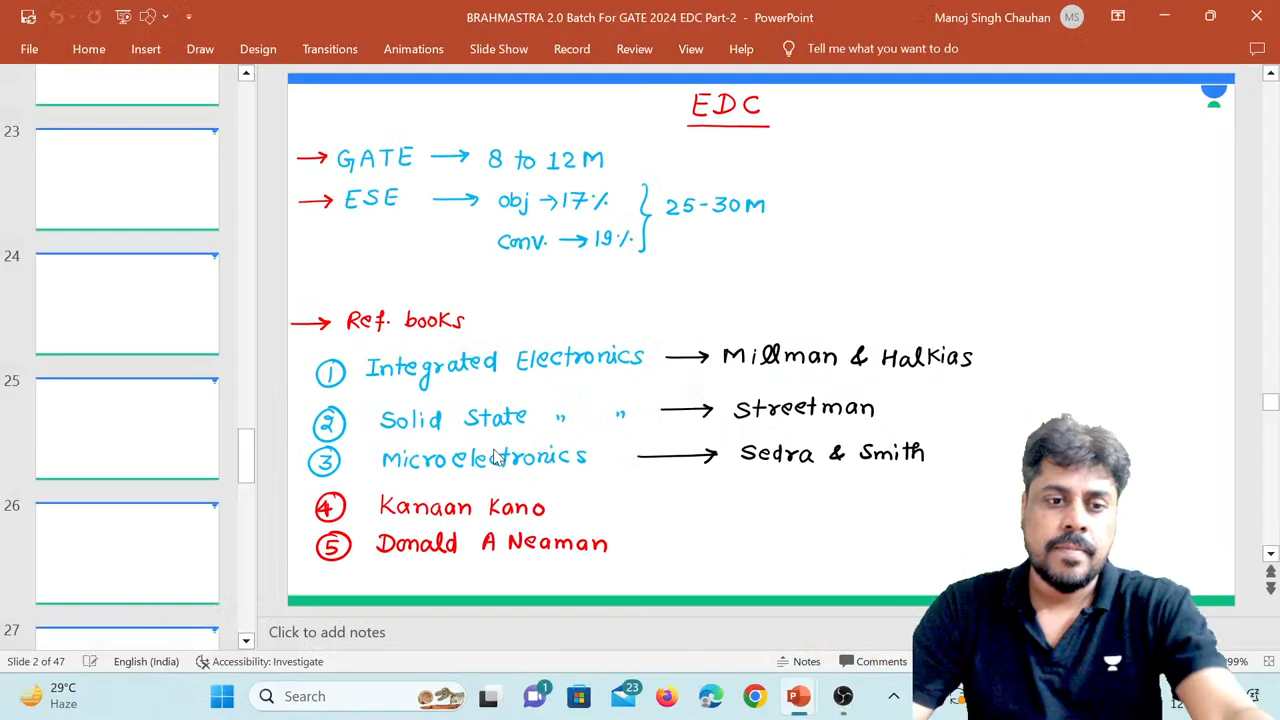 BRAHMASTRA 2.0 Batch For GATE 2024 EDC Part-2 - PowerPoint
Manoj Singh Chauhan
MS
File Home Insert Draw Design Transitions Animations Slide Show Record Review View Help Tell me what you want to do
23
24
25
26
27
EDC
→ GATE → 8 to 12 M
→ ESE → obj → 17%
conv. → 19%
} 25-30 M
→ Ref. books
① Integrated Electronics → Millman & Halkias
② Solid State " " → Streetman
③ Microelectronics → Sedra & Smith
④ Kanaan Kano
⑤ Donald A Neaman
Click to add notes
Slide 2 of 47 English (India) Accessibility: Investigate Notes Comments 99%
29°C
Haze
Search
1
23